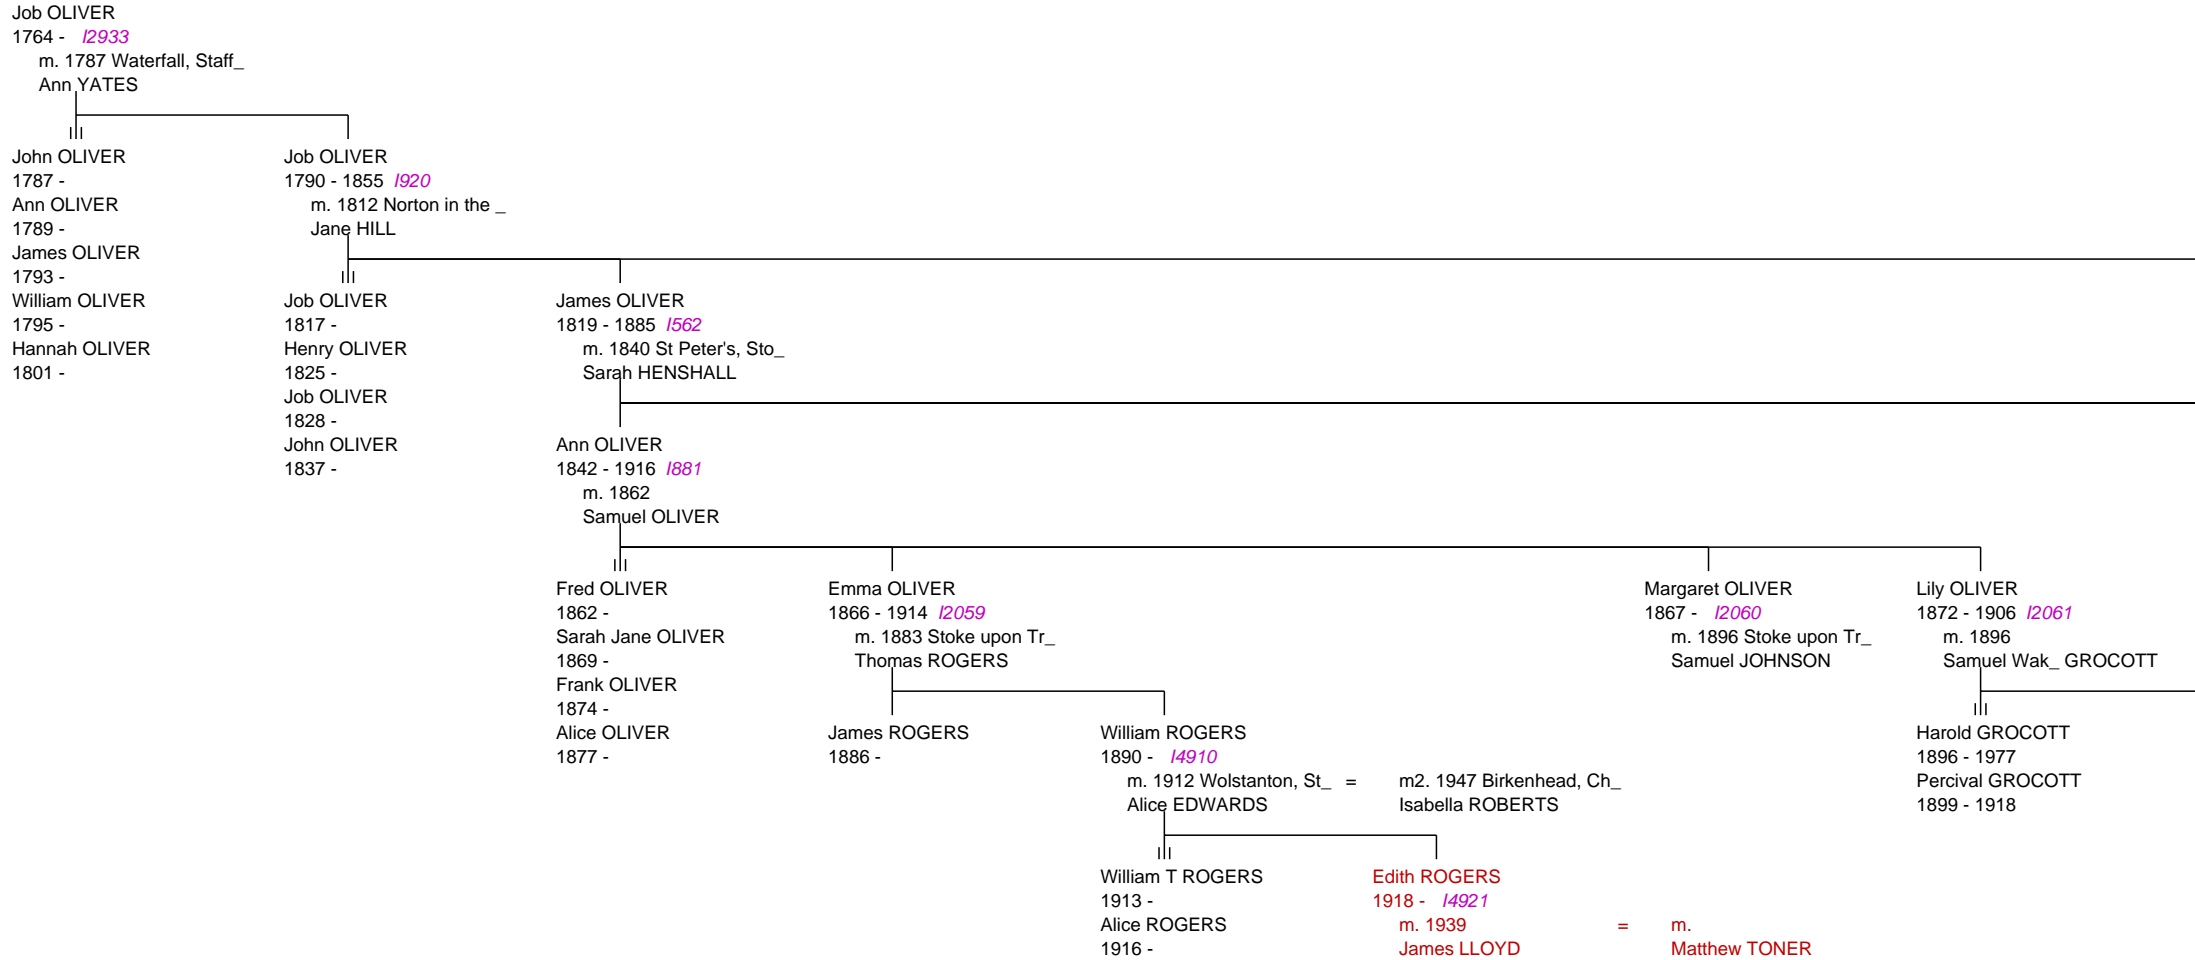 Job OLIVER
1764 - I2933
m. 1787 Waterfall, Staff_
Ann YATES
John OLIVER
1787 -
Ann OLIVER
1789 -
James OLIVER
1793 -
William OLIVER
1795 -
Hannah OLIVER
1801 -
Job OLIVER
1790 - 1855 I920
m. 1812 Norton in the _
Jane HILL
Job OLIVER
1817 -
Henry OLIVER
1825 -
Job OLIVER
1828 -
John OLIVER
1837 -
James OLIVER
1819 - 1885 I562
m. 1840 St Peter's, Sto_
Sarah HENSHALL
Ann OLIVER
1842 - 1916 I881
m. 1862
Samuel OLIVER
Fred OLIVER
1862 -
Sarah Jane OLIVER
1869 -
Frank OLIVER
1874 -
Alice OLIVER
1877 -
Emma OLIVER
1866 - 1914 I2059
m. 1883 Stoke upon Tr_
Thomas ROGERS
James ROGERS
1886 -
William ROGERS
1890 - I4910
m. 1912 Wolstanton, St_ =
Alice EDWARDS
m2. 1947 Birkenhead, Ch_
Isabella ROBERTS
William T ROGERS
1913 -
Alice ROGERS
1916 -
Edith ROGERS
1918 - I4921
m. 1939 =
James LLOYD
m.
Matthew TONER
Margaret OLIVER
1867 - I2060
m. 1896 Stoke upon Tr_
Samuel JOHNSON
Lily OLIVER
1872 - 1906 I2061
m. 1896
Samuel Wak_ GROCOTT
Harold GROCOTT
1896 - 1977
Percival GROCOTT
1899 - 1918